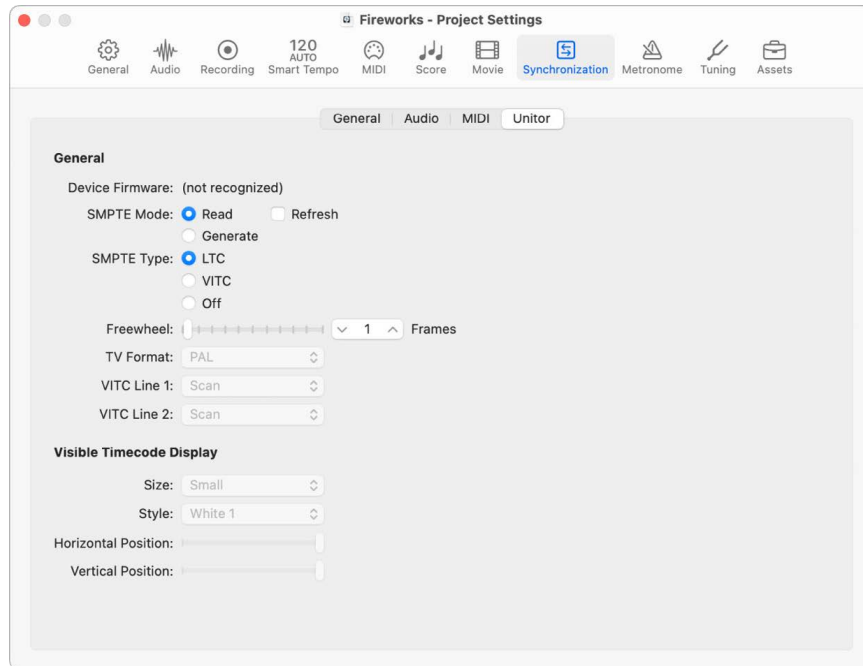 Fireworks - Project Settings
120
AUTO
General Audio Recording Smart Tempo MIDI Score Movie Synchronization Metronome Tuning Assets
General Audio MIDI Unitor
General
Device Firmware: (not recognized)
SMPTE Mode: Read Refresh
Generate
SMPTE Type: LTC
VITC
Off
Freewheel: 1 Frames
TV Format: PAL
VITC Line 1: Scan
VITC Line 2: Scan
Visible Timecode Display
Size: Small
Style: White 1
Horizontal Position:
Vertical Position: